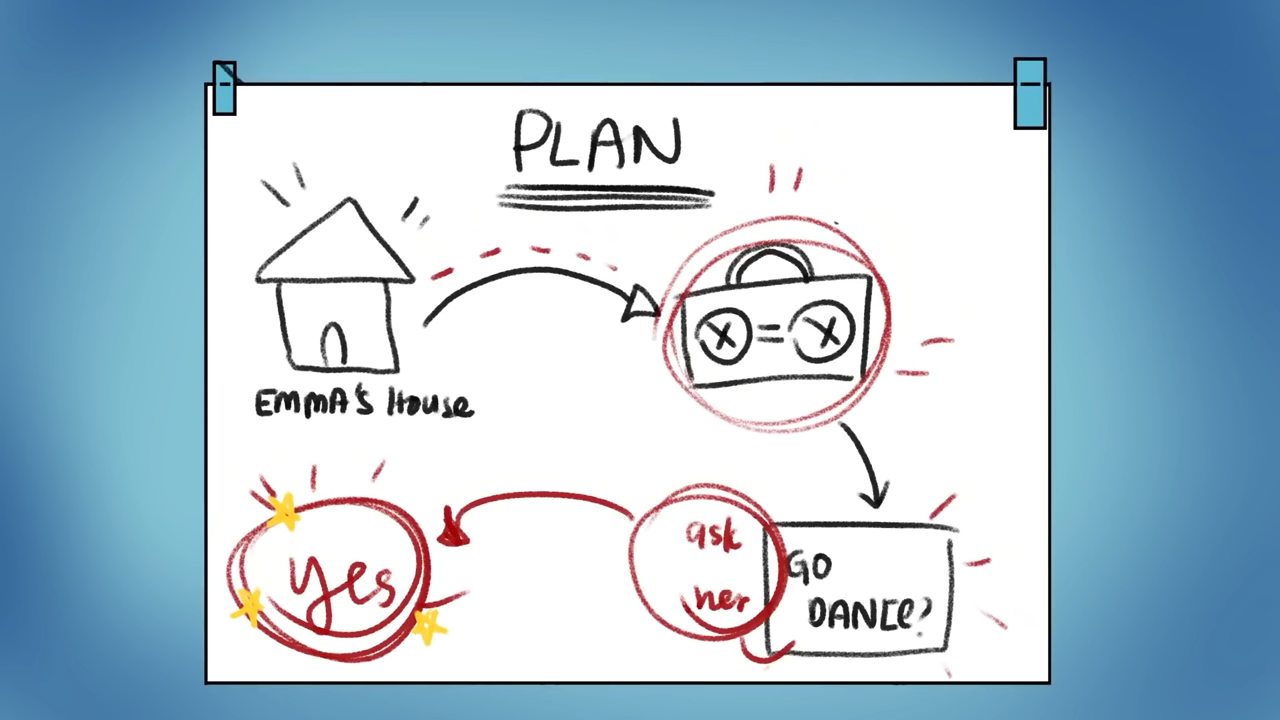 PLAN
EMMA'S HOUSE
X = X
ask
her
GO
DANCE?
yes